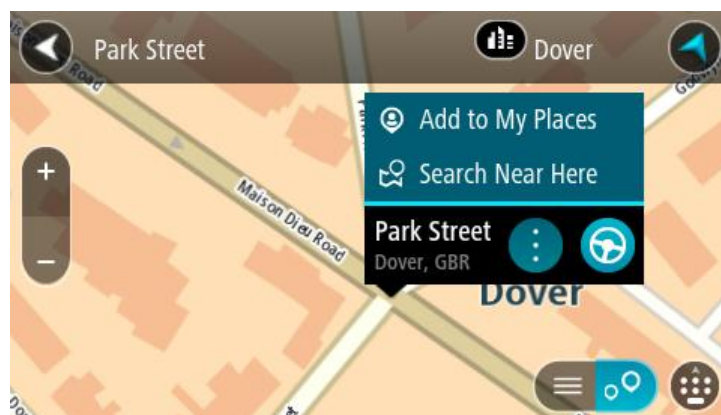 Park Street
Dover
Road
Add to My Places
Search Near Here
Maison Dieu Road
Park Street
Dover, GBR
Dover